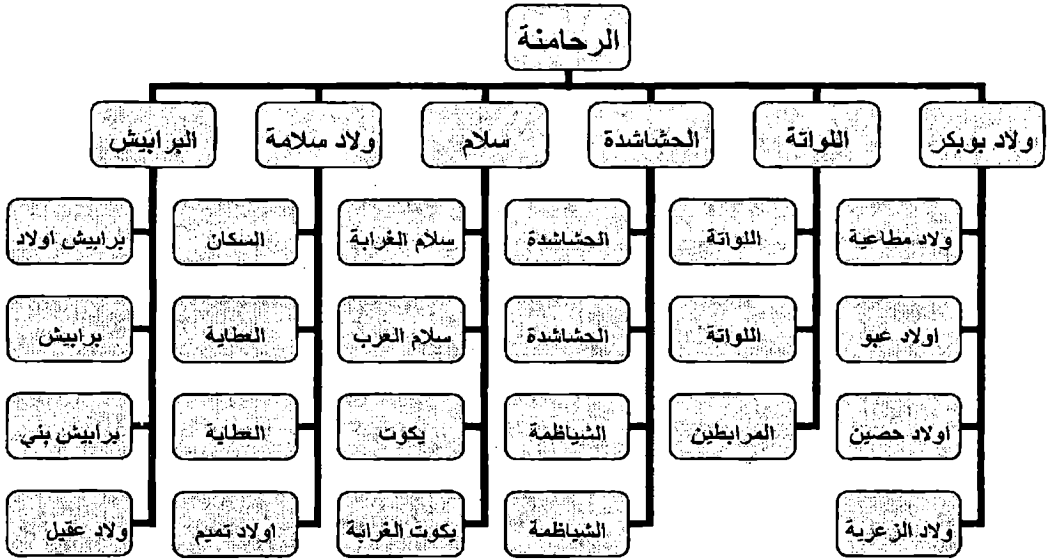 الرحامنة
ولاد بوبكر
اللواتة
الحشاشدة
سلام
ولاد سلامة
البرابيش
ولاد مطاعية
اللواتة
الحشاشدة
سلام الغرابة
السكان
برابيش اولاد
اولاد عبو
اللواتة
الحشاشدة
سلام العرب
العطاية
برابيش
اولاد حصين
المرابطين
الشياظمة
يكوت
العطاية
برابيش بني
ولاد الزعرية
الشياظمة
يكوت الغرابة
اولاد تميم
ولاد عقيل